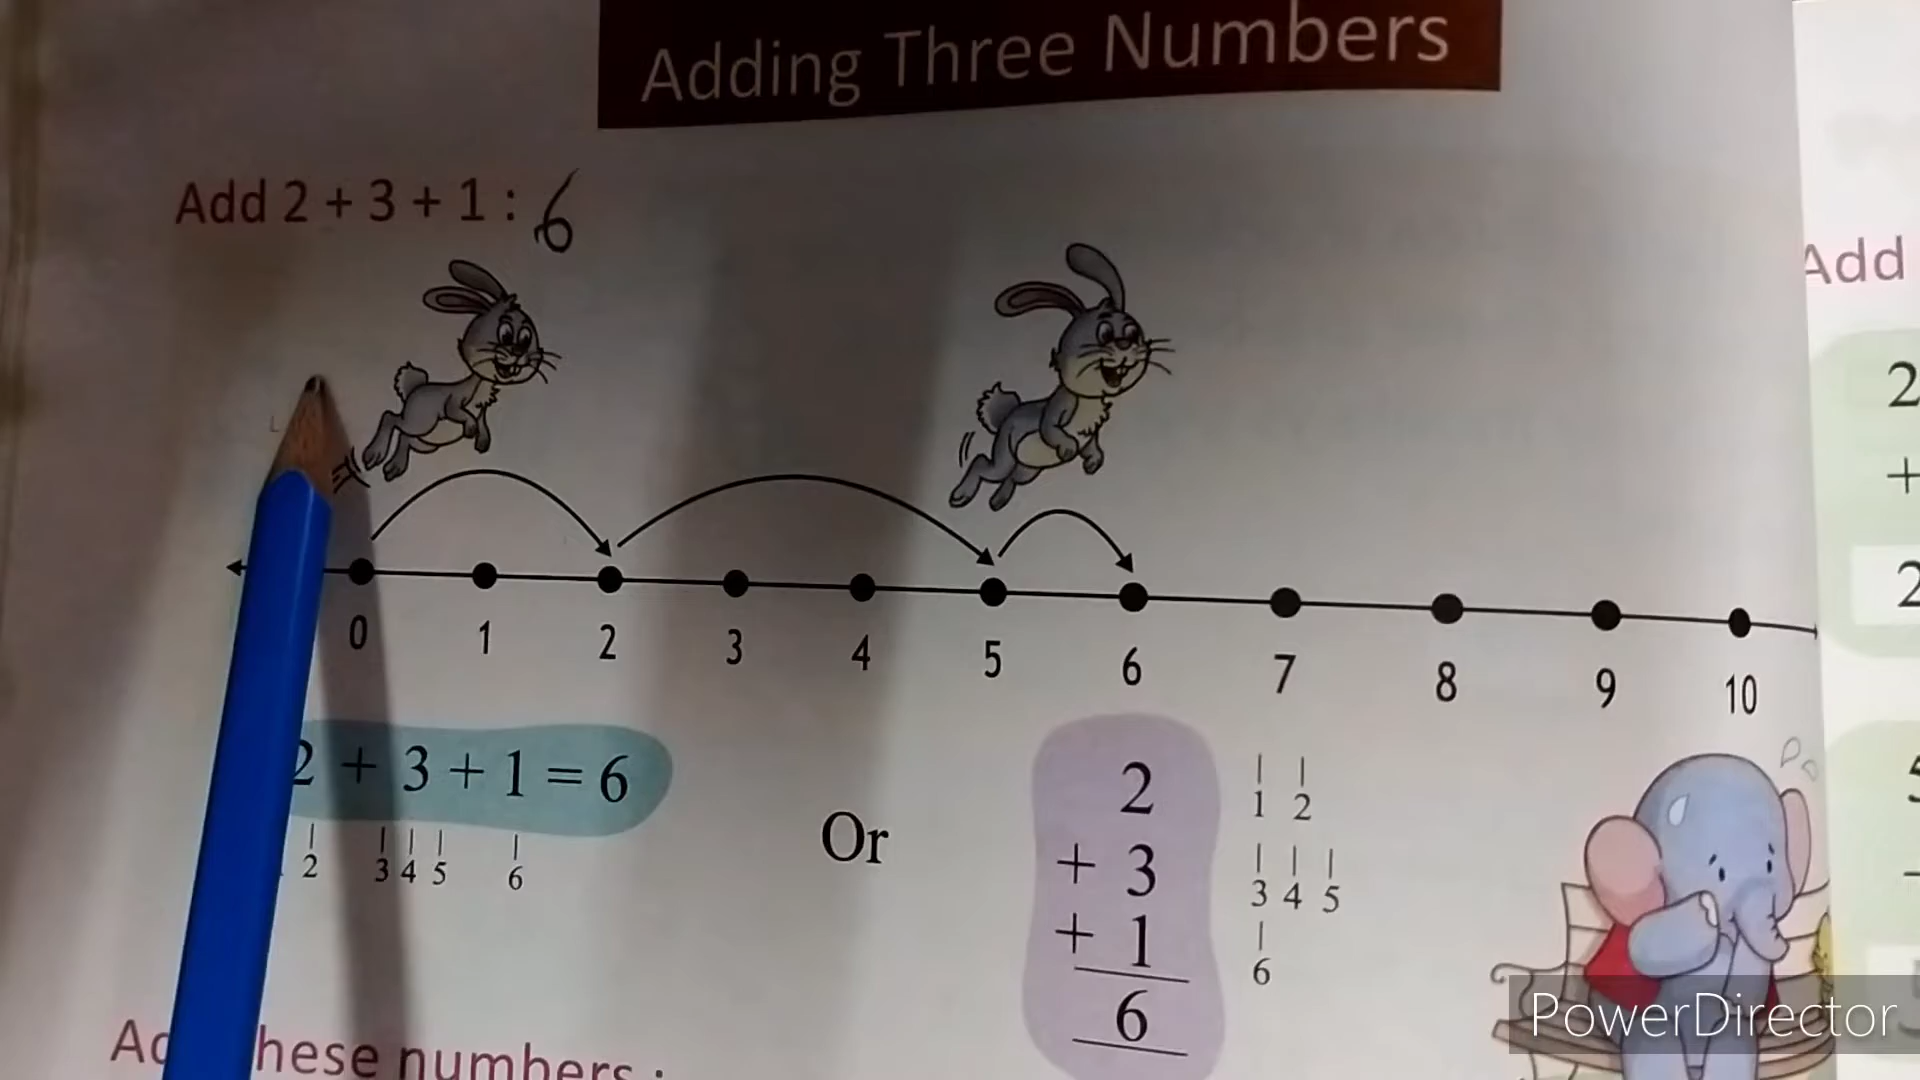 Adding Three Numbers
Add 2 + 3 + 1 : 6
Add
0 1 2 3 4 5 6 7 8 9 10
2 + 3 + 1 = 6
2 3 4 5 6
Or
2
+ 3
+ 1
6
1 2
3 4 5
6
2
+
2
these numbers :
PowerDirector